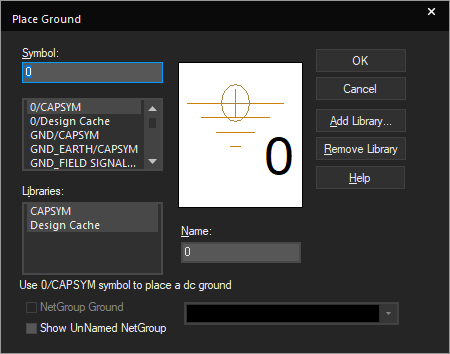 Place Ground
Symbol:
0
0/CAPSYM
0/Design Cache
GND/CAPSYM
GND_EARTH/CAPSYM
GND_FIELD SIGNAL...
0
OK
Cancel
Add Library...
Remove Library
Help
Libraries:
CAPSYM
Design Cache
Name:
0
Use 0/CAPSYM symbol to place a dc ground
NetGroup Ground
Show UnNamed NetGroup